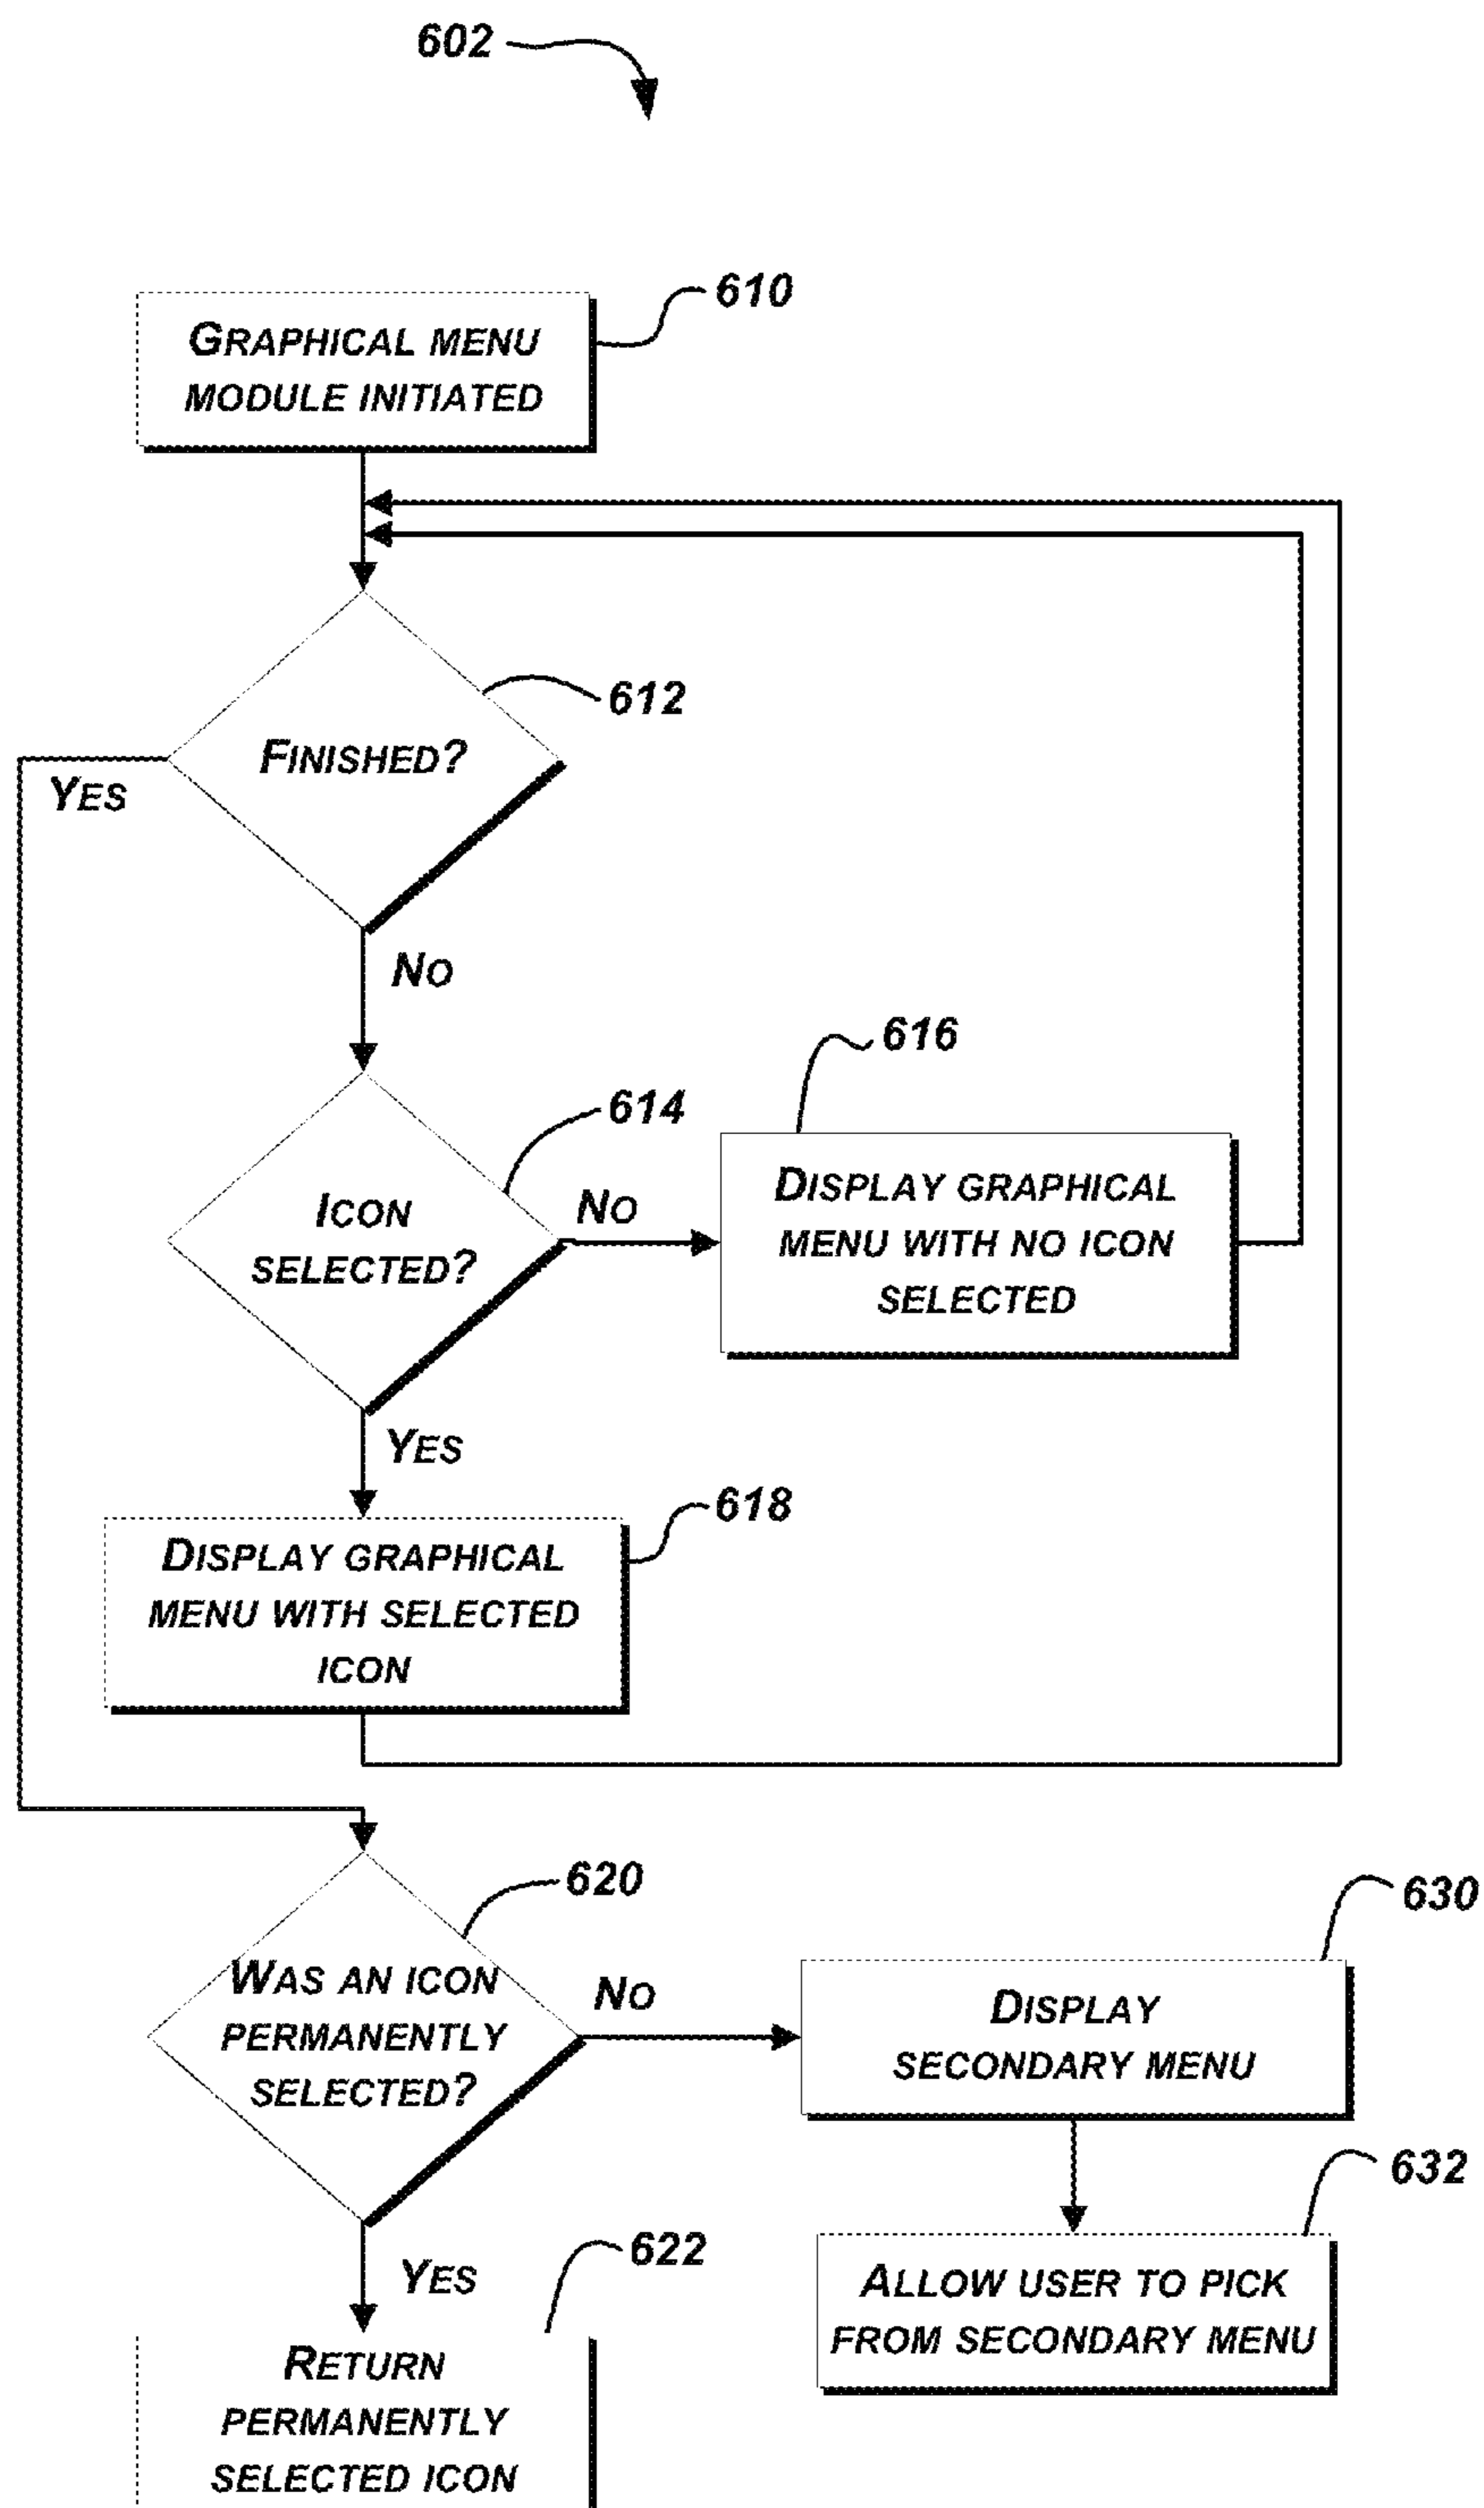 602
610
GRAPHICAL MENU
MODULE INITIATED
612
FINISHED?
YES
NO
616
614
ICON
SELECTED?
NO
DISPLAY GRAPHICAL
MENU WITH NO ICON
SELECTED
YES
618
DISPLAY GRAPHICAL
MENU WITH SELECTED
ICON
620
630
WAS AN ICON
PERMANENTLY
SELECTED?
NO
DISPLAY
SECONDARY MENU
632
622
YES
ALLOW USER TO PICK
FROM SECONDARY MENU
RETURN
PERMANENTLY
SELECTED ICON